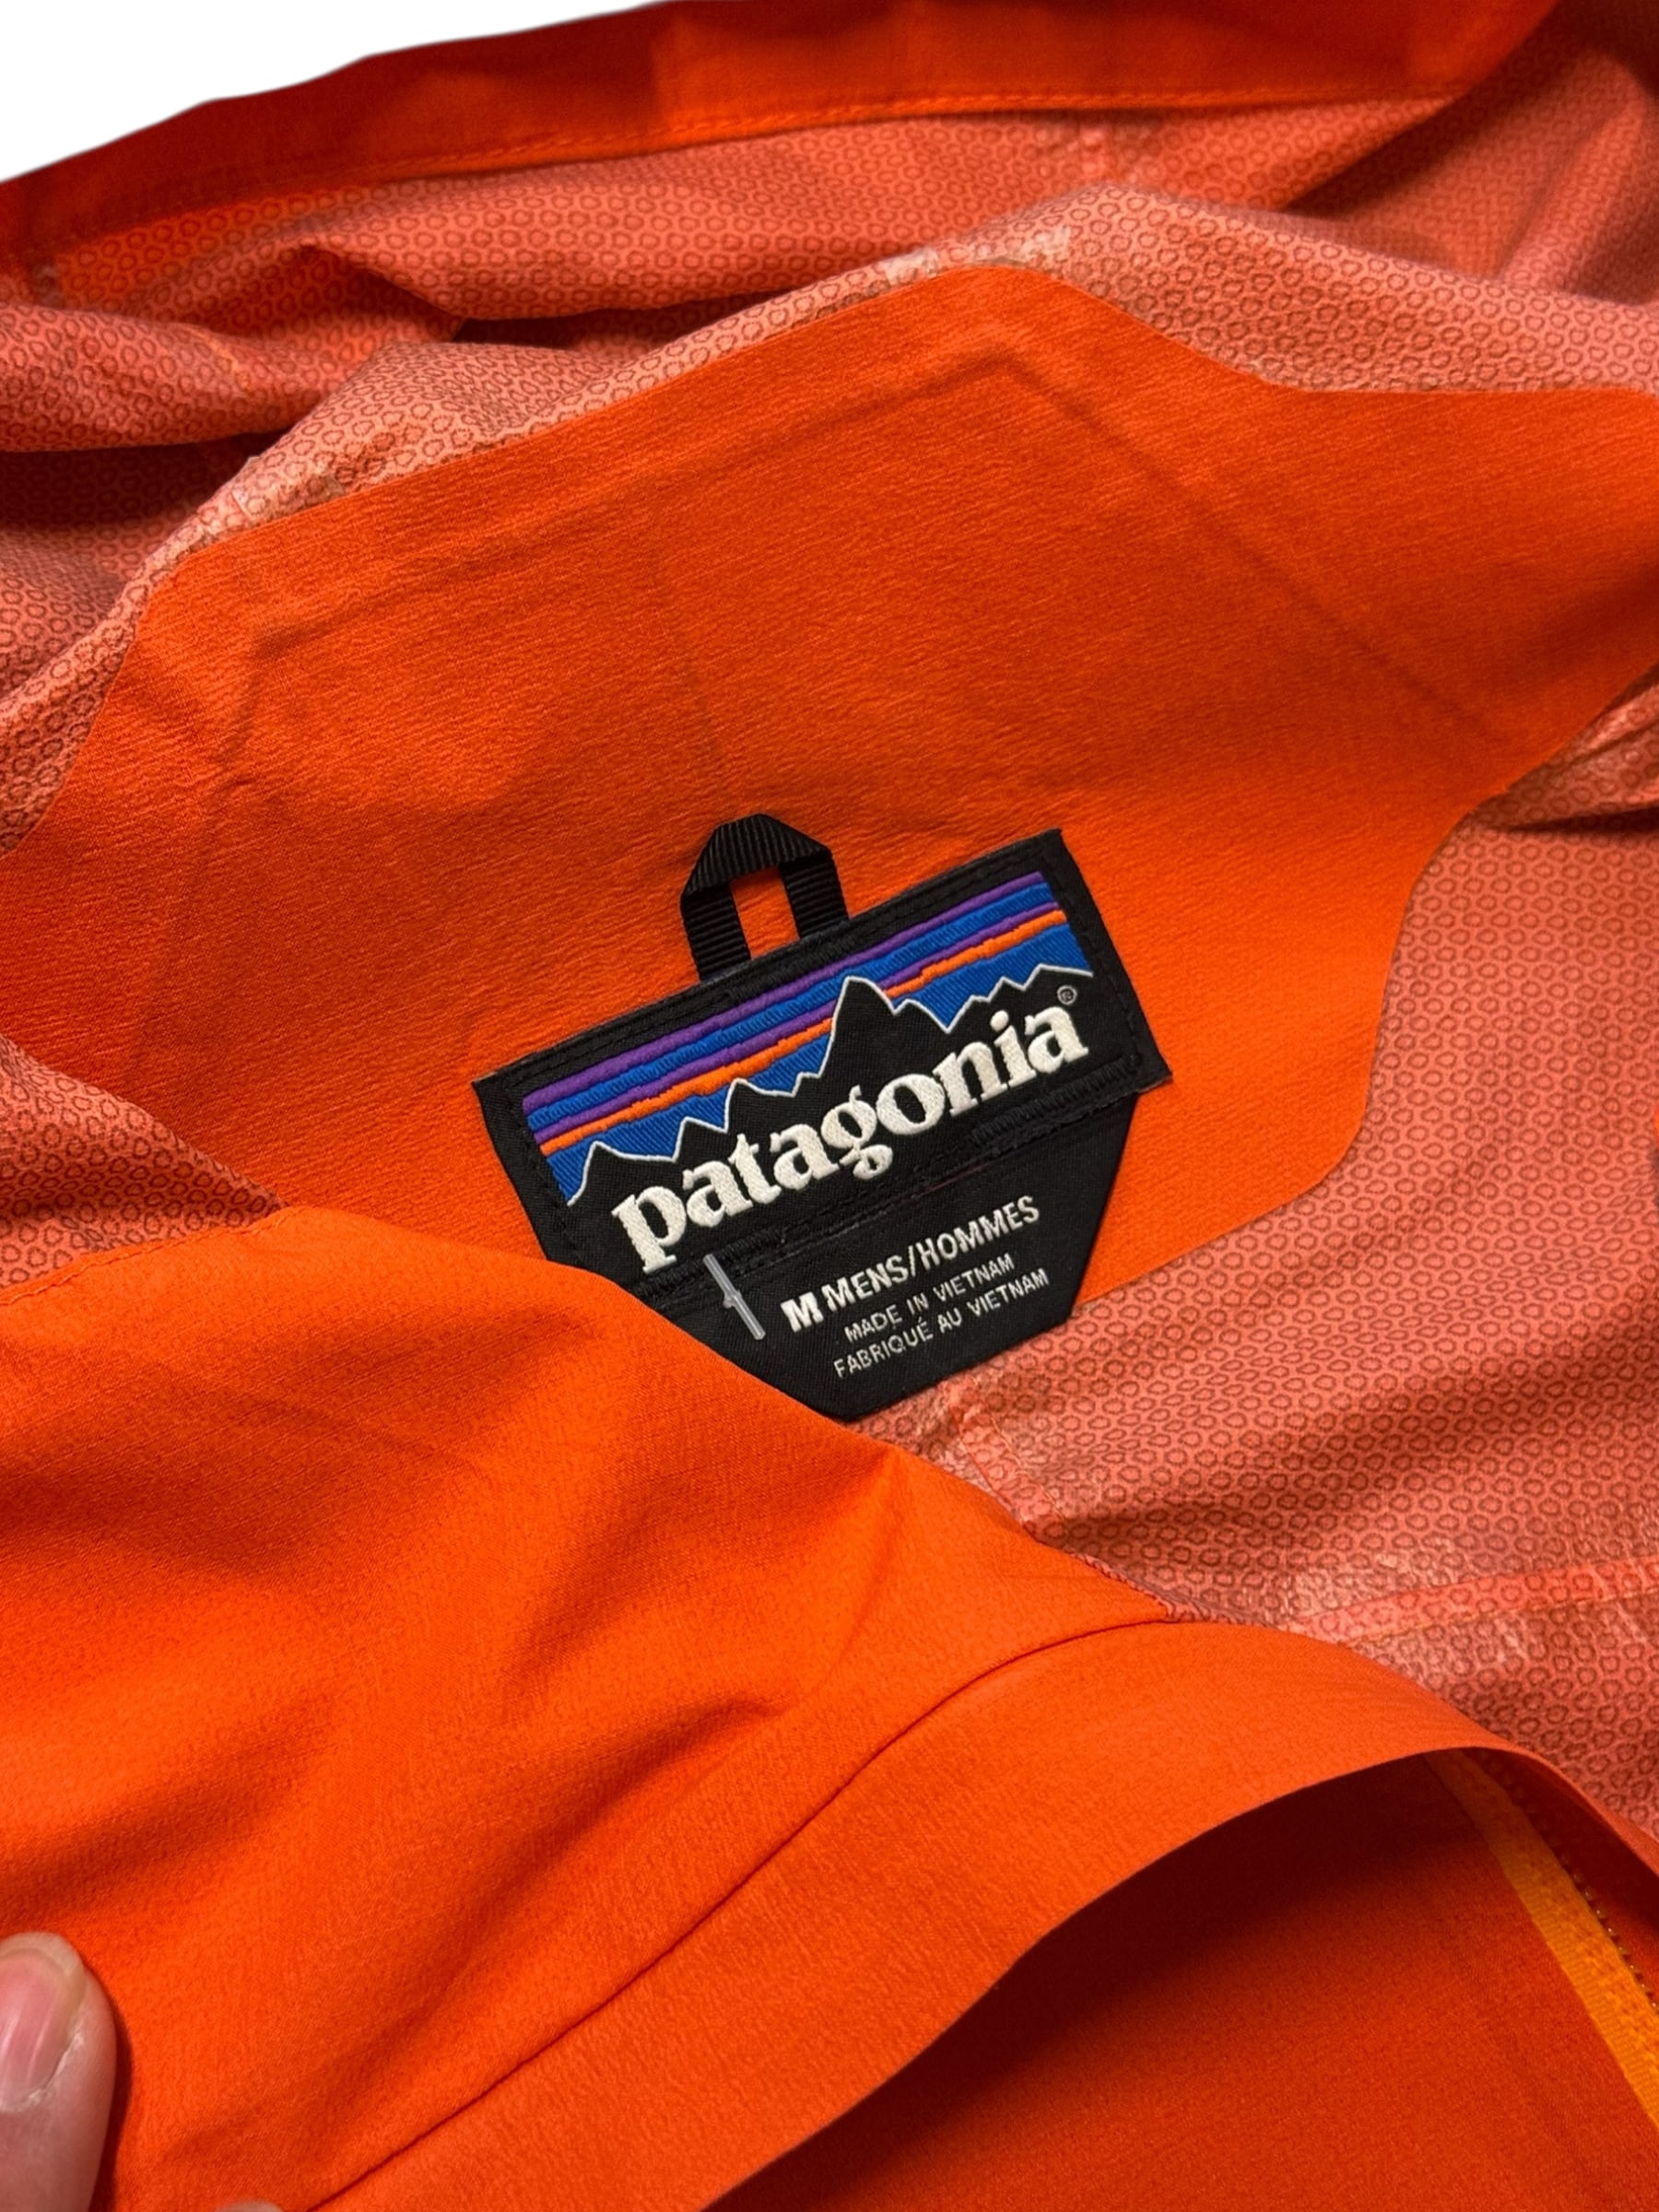 patagonia®
M MENS/HOMMES
MADE IN VIETNAM
FABRIQUÉ AU VIETNAM